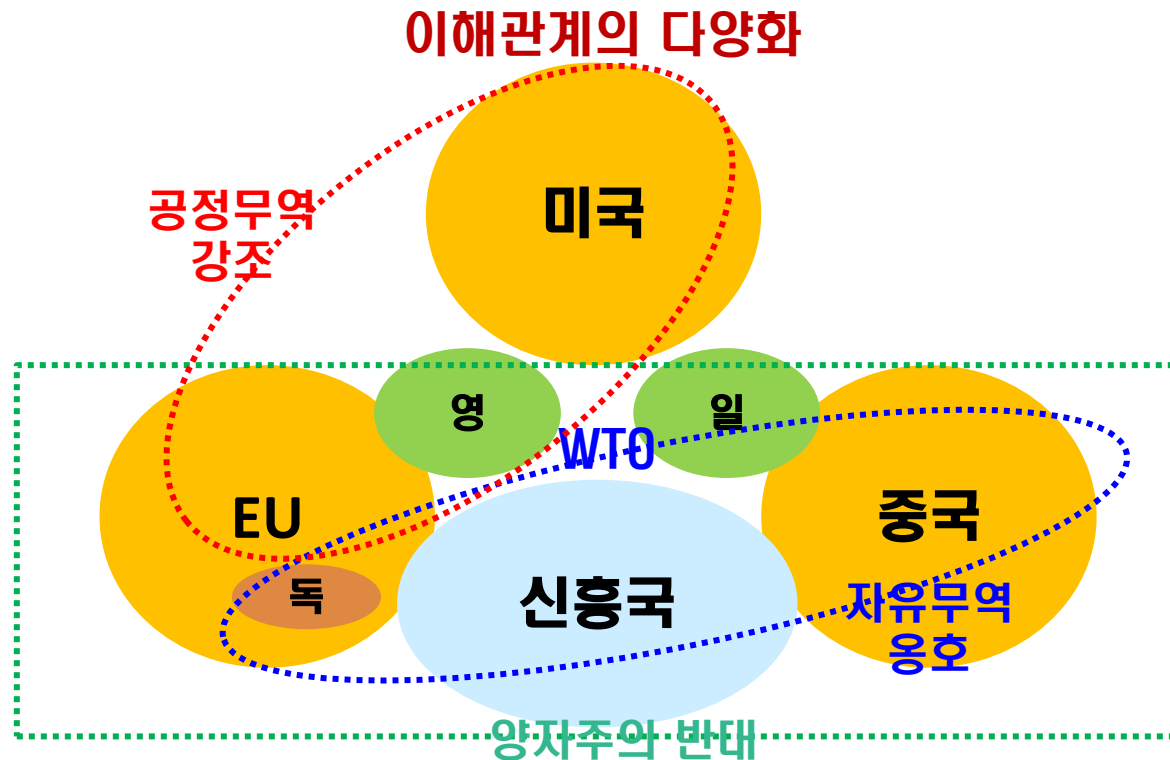 이해관계의 다양화
미국
공정무역
강조
영
일
WTO
EU
중국
독
신흥국
자유무역
옹호
양자주의 반대